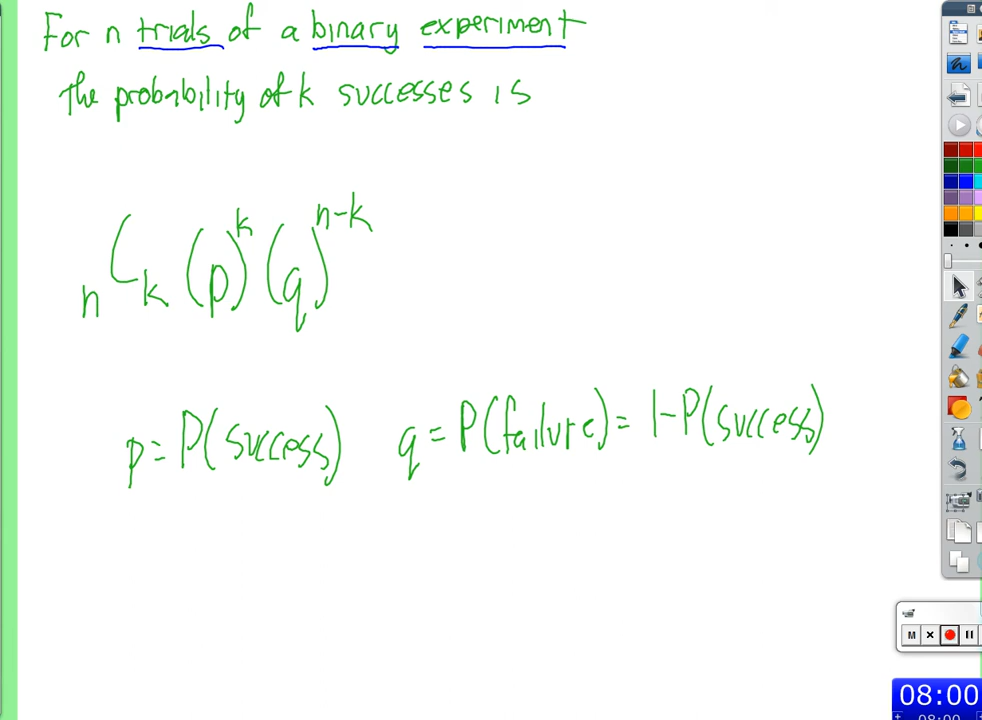 For n trials of a binary experiment
the probability of k successes is
nCk (p)^k (q)^n-k
p = P(success) q = P(failure) = 1-P(success)
M
08:00